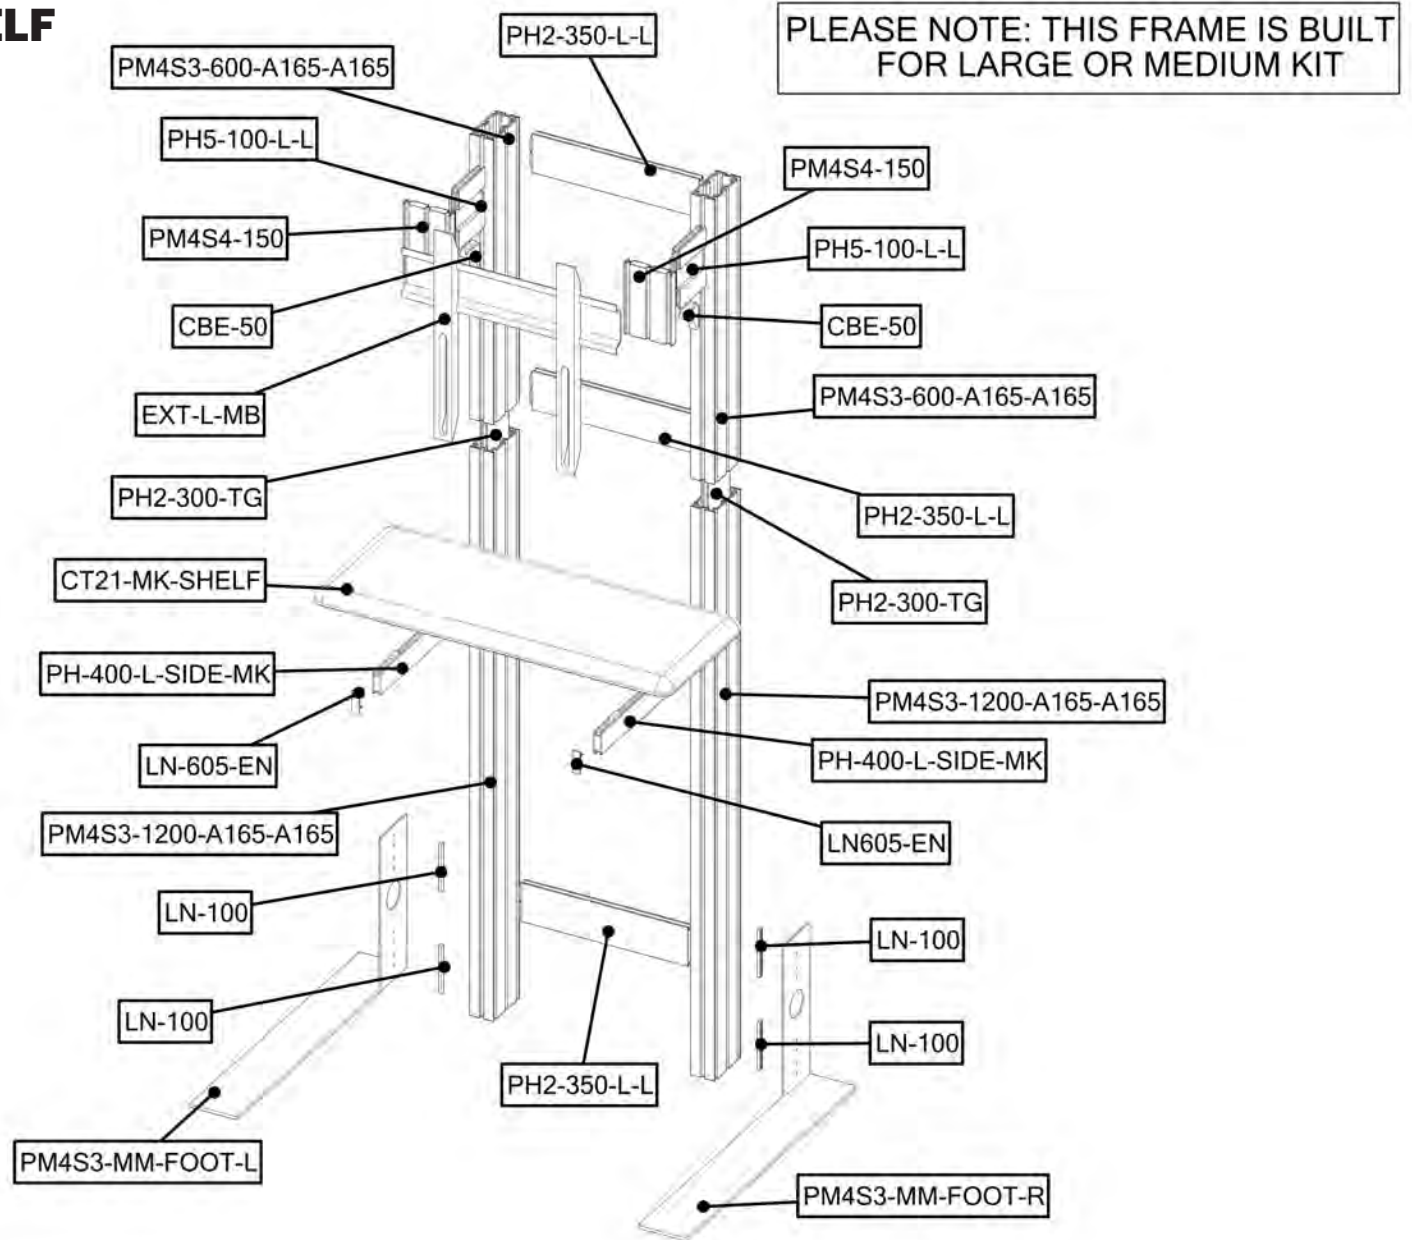 ELF
PH2-350-L-L
PLEASE NOTE: THIS FRAME IS BUILT
FOR LARGE OR MEDIUM KIT
PM4S3-600-A165-A165
PH5-100-L-L
PM4S4-150
PM4S4-150
PH5-100-L-L
CBE-50
CBE-50
EXT-L-MB
PM4S3-600-A165-A165
PH2-300-TG
PH2-350-L-L
CT21-MK-SHELF
PH2-300-TG
PH-400-L-SIDE-MK
PM4S3-1200-A165-A165
LN-605-EN
PH-400-L-SIDE-MK
PM4S3-1200-A165-A165
LN605-EN
LN-100
LN-100
LN-100
LN-100
PH2-350-L-L
PM4S3-MM-FOOT-L
PM4S3-MM-FOOT-R